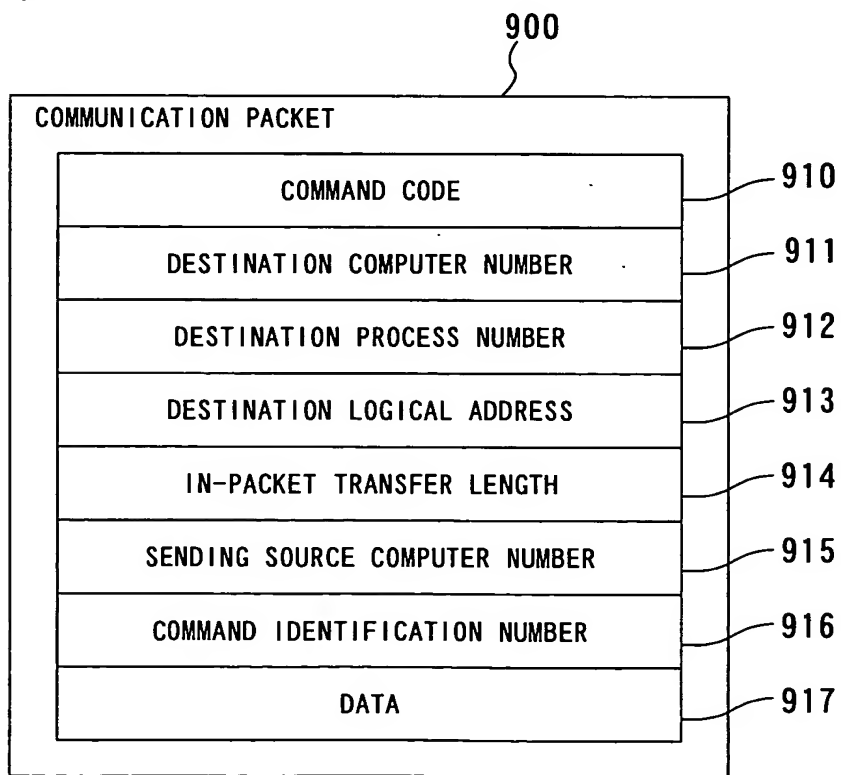 900
COMMUNICATION PACKET
COMMAND CODE 910
DESTINATION COMPUTER NUMBER 911
DESTINATION PROCESS NUMBER 912
DESTINATION LOGICAL ADDRESS 913
IN-PACKET TRANSFER LENGTH 914
SENDING SOURCE COMPUTER NUMBER 915
COMMAND IDENTIFICATION NUMBER 916
DATA 917